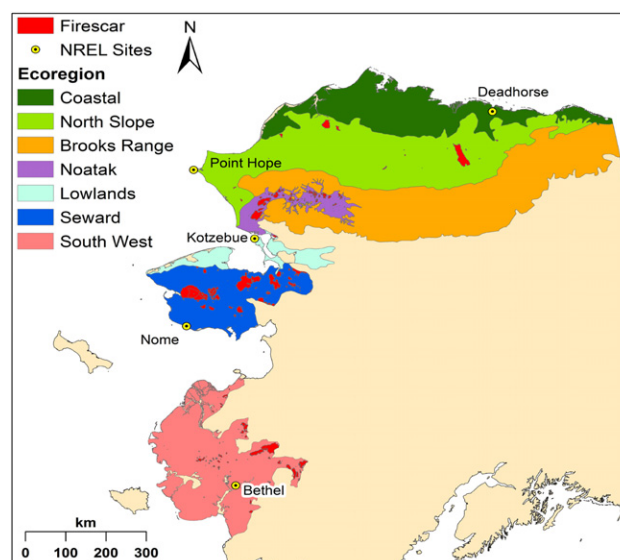 Firescar
NREL Sites
Ecoregion
Coastal
North Slope
Brooks Range
Noatak
Lowlands
Seward
South West
N
Deadhorse
Point Hope
Kotzebue
Nome
Bethel
km
0 100 200 300